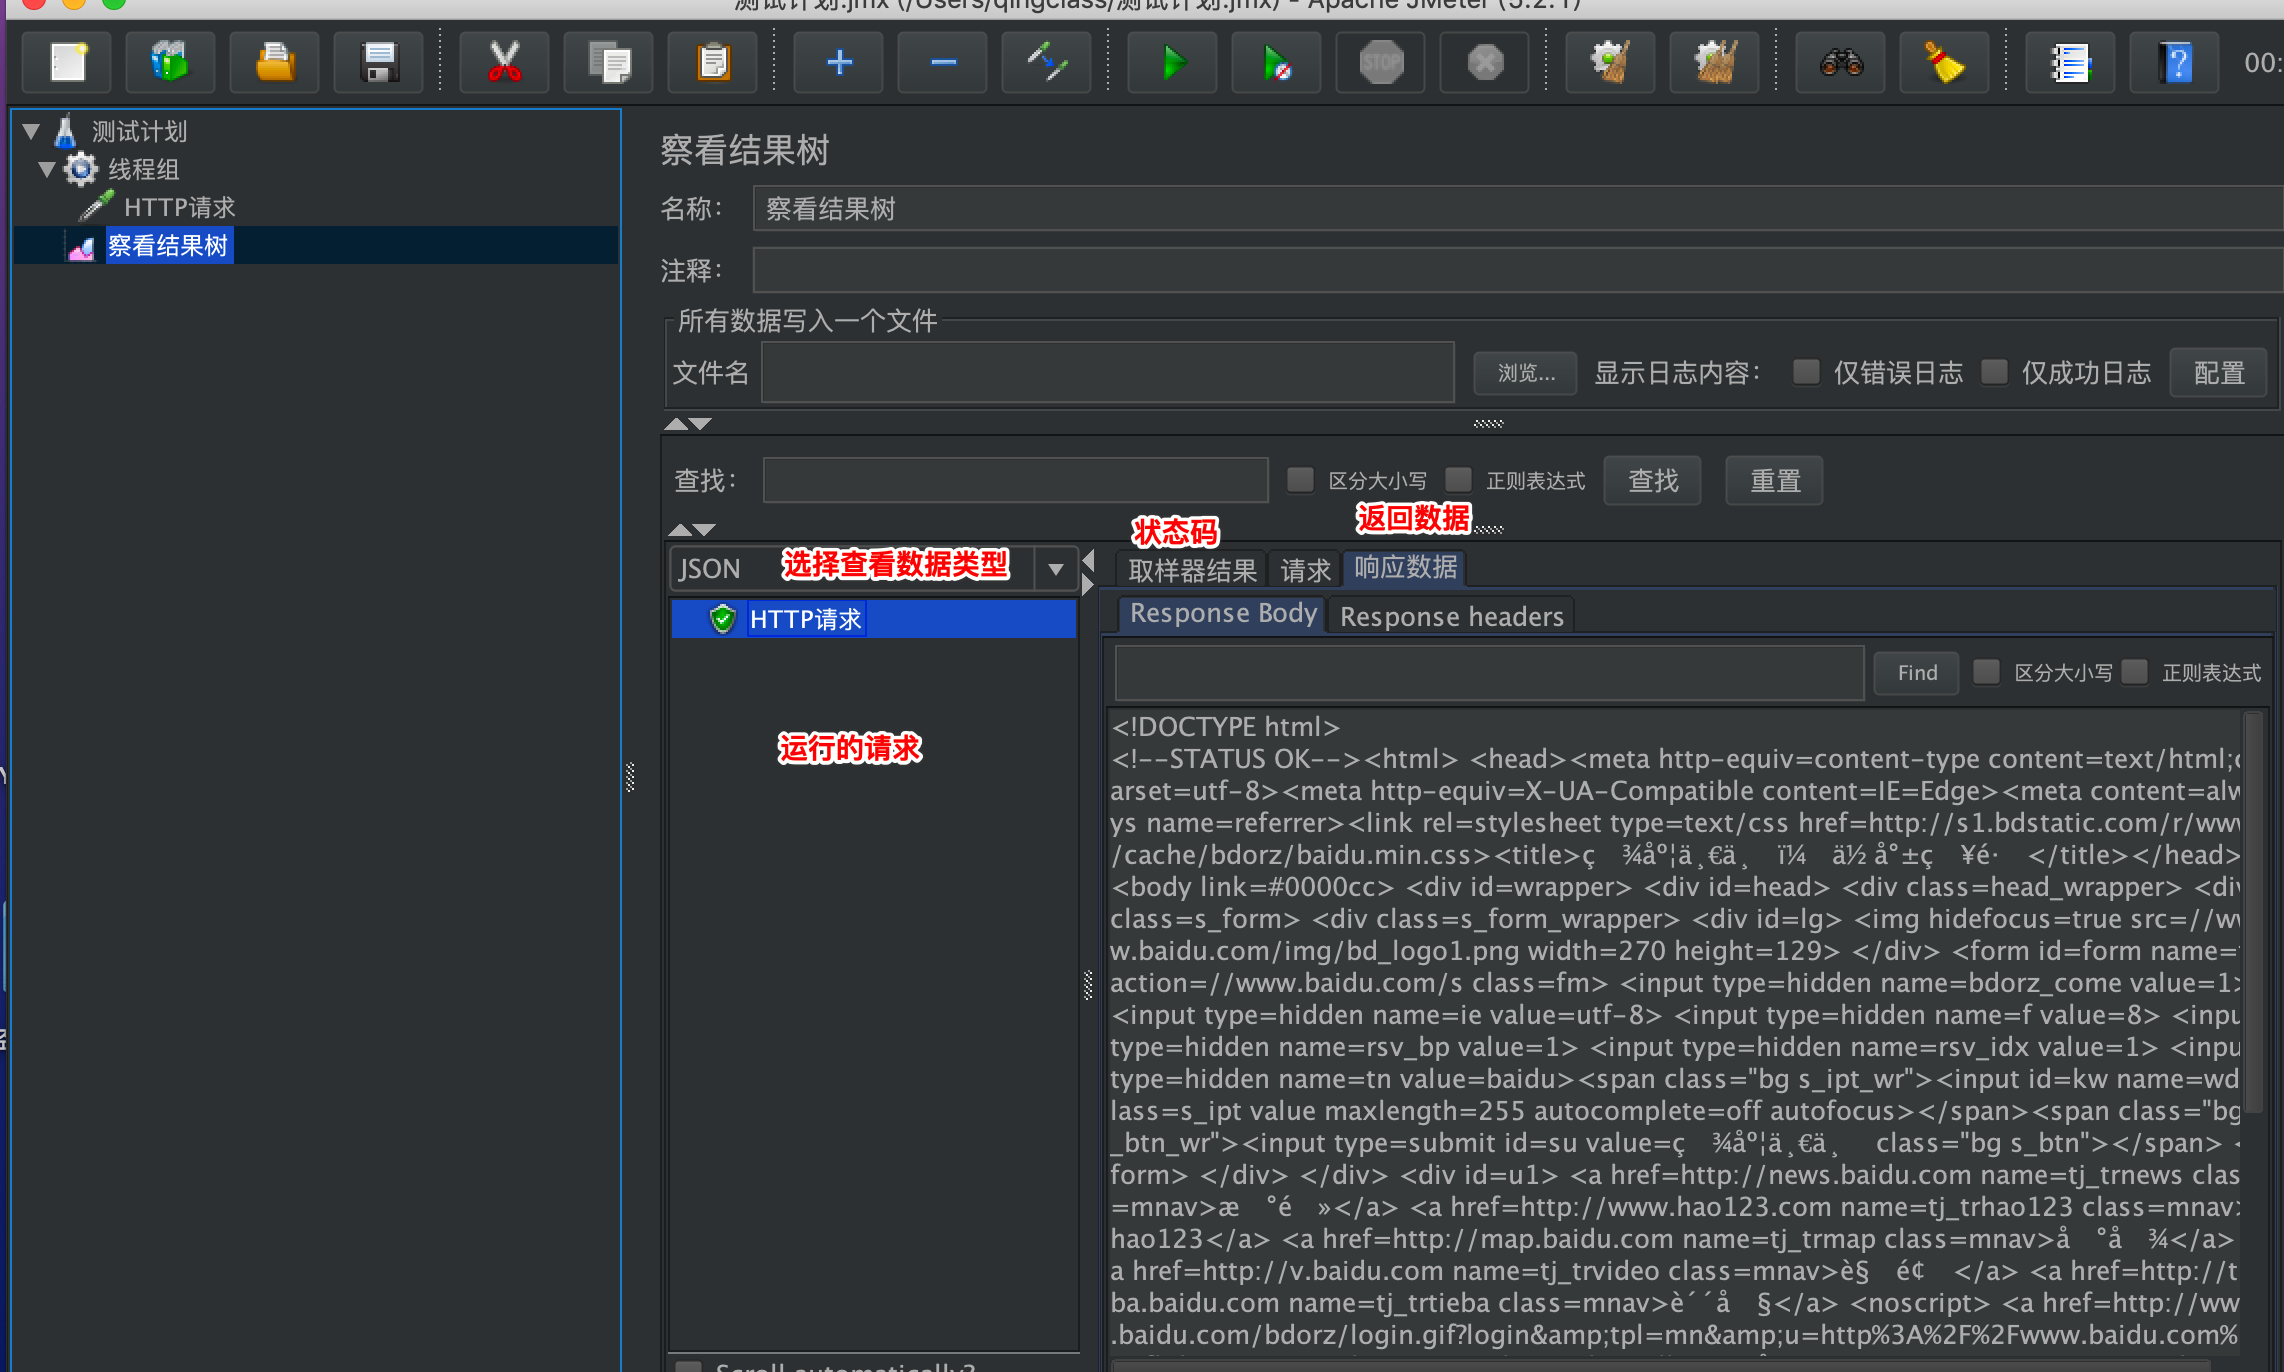 测试计划.jmx (/Users/qingclass/测试计划.jmx) - Apache JMeter (5.2.1)
STOP
00:
测试计划
线程组
HTTP请求
察看结果树
察看结果树
名称：
察看结果树
注释：
所有数据写入一个文件
文件名
浏览...
显示日志内容：
仅错误日志
仅成功日志
配置
查找：
区分大小写
正则表达式
查找
重置
状态码
返回数据
JSON
选择查看数据类型
取样器结果
请求
响应数据
HTTP请求
Response Body
Response headers
Find
区分大小写
正则表达式
运行的请求
<!DOCTYPE html>
<!--STATUS OK--><html> <head><meta http-equiv=content-type content=text/html;c
arset=utf-8><meta http-equiv=X-UA-Compatible content=IE=Edge><meta content=alw
ys name=referrer><link rel=stylesheet type=text/css href=http://s1.bdstatic.com/r/www
/cache/bdorz/baidu.min.css><title>ç ¾åº¦ä¸€ä¸ ï¼ ä½ å°±ç ¥é· </title></head>
<body link=#0000cc> <div id=wrapper> <div id=head> <div class=head_wrapper> <div
class=s_form> <div class=s_form_wrapper> <div id=lg> <img hidefocus=true src=//ww
w.baidu.com/img/bd_logo1.png width=270 height=129> </div> <form id=form name=
action=//www.baidu.com/s class=fm> <input type=hidden name=bdorz_come value=1>
<input type=hidden name=ie value=utf-8> <input type=hidden name=f value=8> <inpu
type=hidden name=rsv_bp value=1> <input type=hidden name=rsv_idx value=1> <inpu
type=hidden name=tn value=baidu><span class="bg s_ipt_wr"><input id=kw name=wd
lass=s_ipt value maxlength=255 autocomplete=off autofocus></span><span class="bg
_btn_wr"><input type=submit id=su value=ç ¾åº¦ä¸€ä¸ class="bg s_btn"></span> <
form> </div> </div> <div id=u1> <a href=http://news.baidu.com name=tj_trnews clas
=mnav>æ °é »</a> <a href=http://www.hao123.com name=tj_trhao123 class=mnav>
hao123</a> <a href=http://map.baidu.com name=tj_trmap class=mnav>å °å ¾</a>
a href=http://v.baidu.com name=tj_trvideo class=mnav>è§ é¢ </a> <a href=http://t
ba.baidu.com name=tj_trtieba class=mnav>è´´å §</a> <noscript> <a href=http://ww
.baidu.com/bdorz/login.gif?login&amp;tpl=mn&amp;u=http%3A%2F%2Fwww.baidu.com%
Scroll automatically?